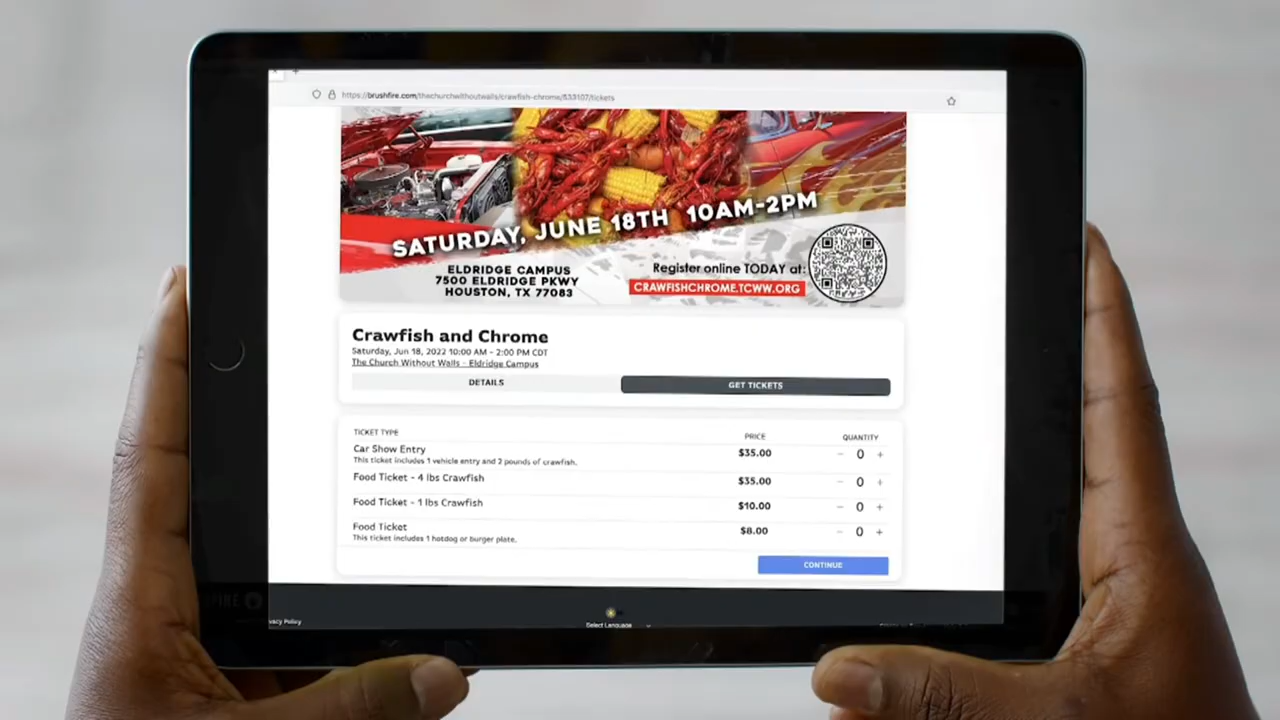 https://brushfire.com/thechurchwithoutwalls/crawfish-chrome/533107/tickets
SATURDAY, JUNE 18TH 10AM-2PM
ELDRIDGE CAMPUS
7500 ELDRIDGE PKWY
HOUSTON, TX 77083
Register online TODAY at:
CRAWFISHCHROME.TCWW.ORG
Crawfish and Chrome
Saturday, Jun 18, 2022 10:00 AM - 2:00 PM CDT
The Church Without Walls - Eldridge Campus
DETAILS
GET TICKETS
TICKET TYPE PRICE QUANTITY
Car Show Entry $35.00 − 0 +
This ticket includes 1 vehicle entry and 2 pounds of crawfish.
Food Ticket - 4 lbs Crawfish $35.00 − 0 +
Food Ticket - 1 lbs Crawfish $10.00 − 0 +
Food Ticket $8.00 − 0 +
This ticket includes 1 hotdog or burger plate.
CONTINUE
Select Language
Policy